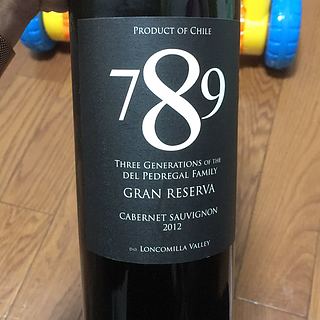 PRODUCT OF CHILE
789
THREE GENERATIONS OF THE
DEL PEDREGAL FAMILY
GRAN RESERVA
CABERNET SAUVIGNON
2012
D.O. LONCOMILLA VALLEY